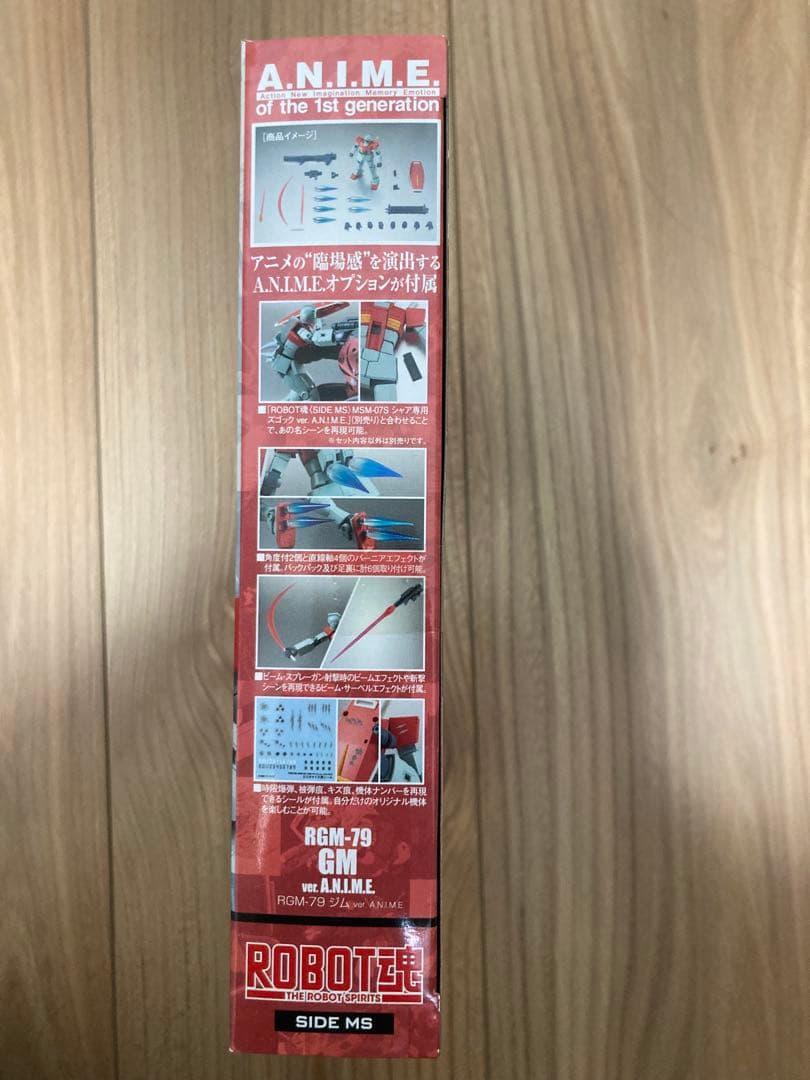 A.N.I.M.E.
Action New Imagination Memory Emotion
of the 1st generation
[商品イメージ]
アニメの“臨場感”を演出する
A.N.I.M.E.オプションが付属
■「ROBOT魂〈SIDE MS〉MSM-07S シャア専用
ズゴック ver. A.N.I.M.E.」(別売り)と合わせること
で、あの名シーンを再現可能。
※セット内容以外は別売りです。
■角度付2個と直線軸4個のバーニアエフェクトが
付属。バックパック及び足裏に計6個取り付け可能。
■ビーム・スプレーガン射撃時のビームエフェクトや斬撃
シーンを再現できるビーム・サーベルエフェクトが付属。
■時限爆弾、被弾痕、キズ痕、機体ナンバーを再現
できるシールが付属。自分だけのオリジナル機体
を楽しむことが可能。
RGM-79
GM
ver. A.N.I.M.E.
RGM-79 ジム ver. A.N.I.M.E.
ROBOT魂
THE ROBOT SPIRITS
SIDE MS